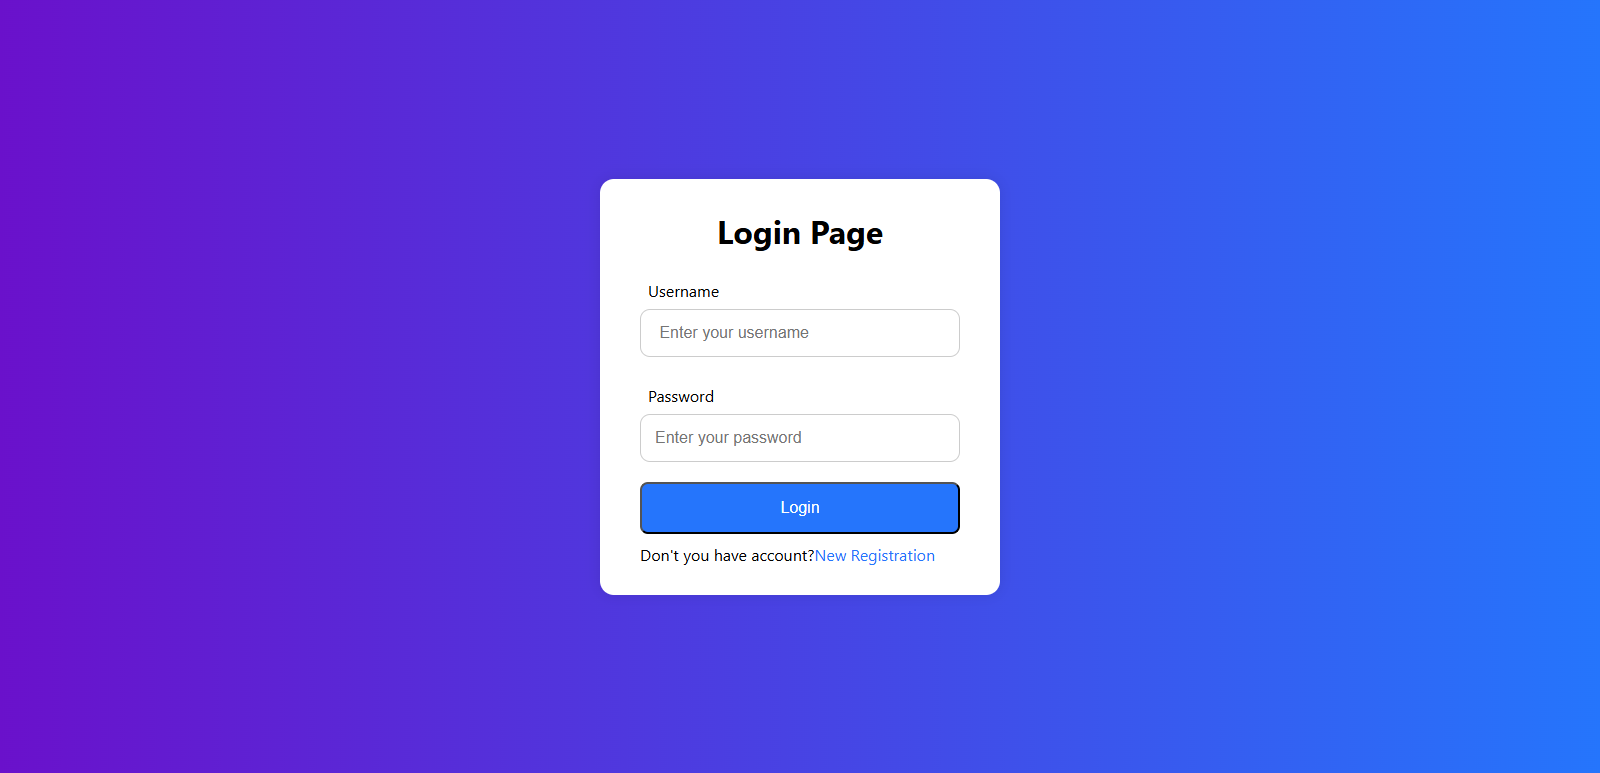 Login Page
Username
Enter your username
Password
Enter your password
Login
Don't you have account?New Registration